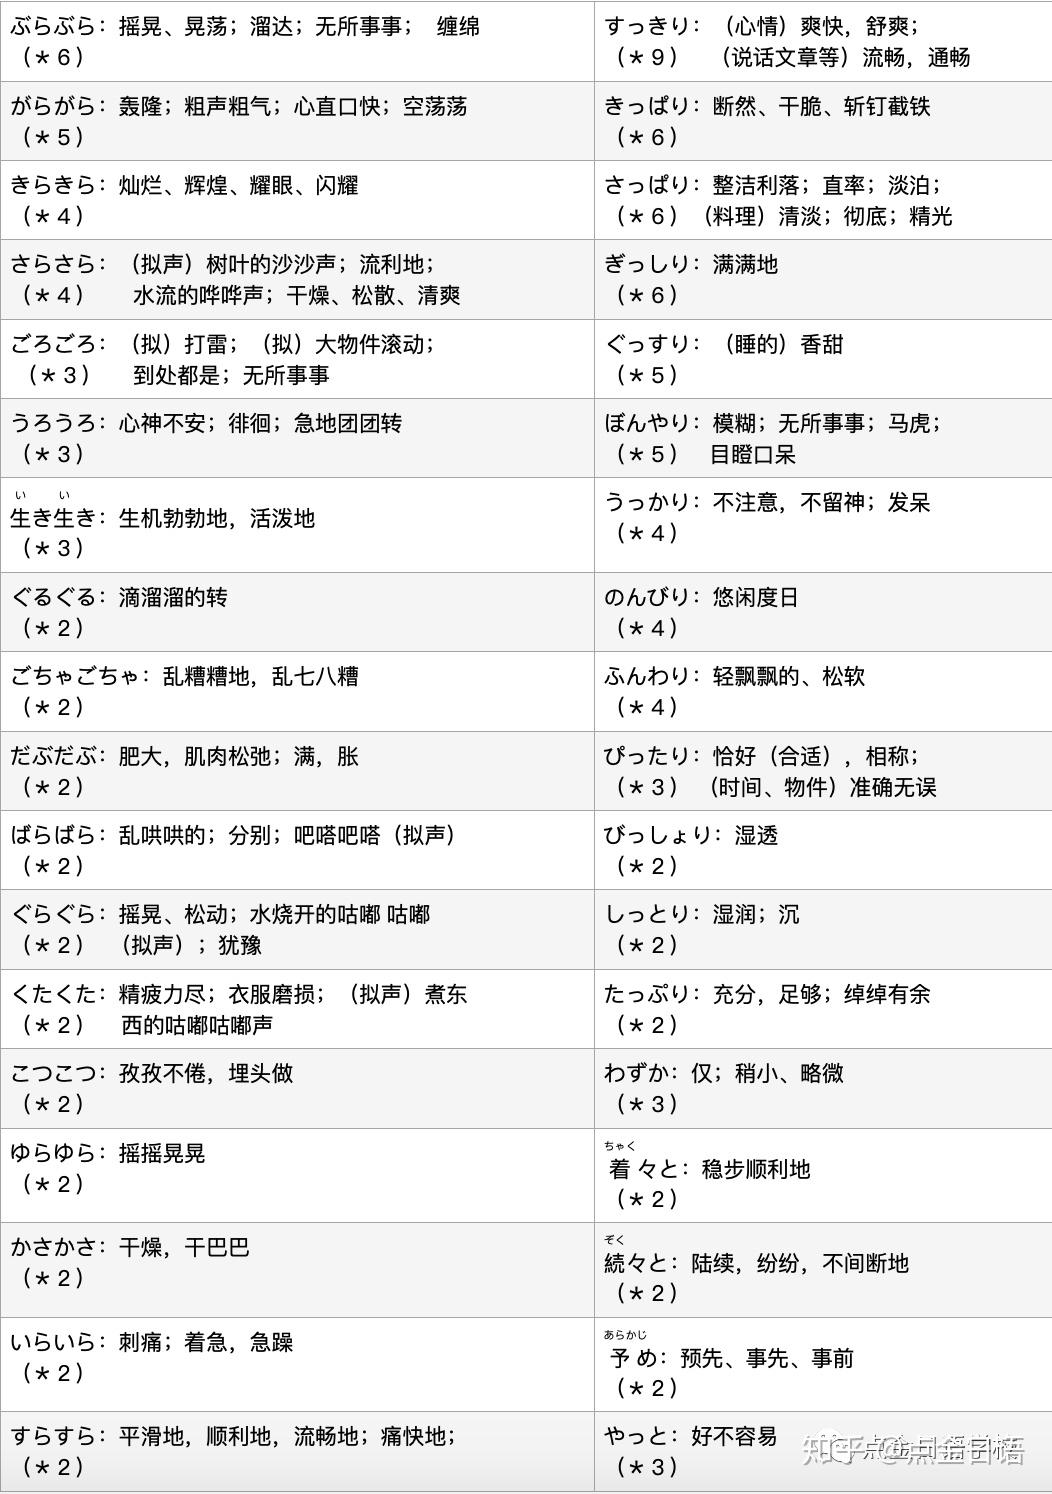 ぶらぶら：摇晃、晃荡；溜达；无所事事； 缠绵
（＊6）
すっきり：（心情）爽快，舒爽；
（＊9） （说话文章等）流畅，通畅
がらがら：轰隆；粗声粗气；心直口快；空荡荡
（＊5）
きっぱり：断然、干脆、斩钉截铁
（＊6）
きらきら：灿烂、辉煌、耀眼、闪耀
（＊4）
さっぱり：整洁利落；直率；淡泊；
（＊6）（料理）清淡；彻底；精光
さらさら：（拟声）树叶的沙沙声；流利地；
（＊4） 水流的哗哗声；干燥、松散、清爽
ぎっしり：满满地
（＊6）
ごろごろ：（拟）打雷；（拟）大物件滚动；
（＊3） 到处都是；无所事事
ぐっすり：（睡的）香甜
（＊5）
うろうろ：心神不安；徘徊；急地团团转
（＊3）
ぼんやり：模糊；无所事事；马虎；
（＊5） 目瞪口呆
い い
生き生き：生机勃勃地，活泼地
（＊3）
うっかり：不注意，不留神；发呆
（＊4）
ぐるぐる：滴溜溜的转
（＊2）
のんびり：悠闲度日
（＊4）
ごちゃごちゃ：乱糟糟地，乱七八糟
（＊2）
ふんわり：轻飘飘的、松软
（＊4）
だぶだぶ：肥大，肌肉松弛；满，胀
（＊2）
ぴったり：恰好（合适），相称；
（＊3） （时间、物件）准确无误
ばらばら：乱哄哄的；分别；吧嗒吧嗒（拟声）
（＊2）
びっしょり：湿透
（＊2）
ぐらぐら：摇晃、松动；水烧开的咕嘟 咕嘟
（＊2） （拟声）；犹豫
しっとり：湿润；沉
（＊2）
くたくた：精疲力尽；衣服磨损；（拟声）煮东
（＊2） 西的咕嘟咕嘟声
たっぷり：充分，足够；绰绰有余
（＊2）
こつこつ：孜孜不倦，埋头做
（＊2）
わずか：仅；稍小、略微
（＊3）
ゆらゆら：摇摇晃晃
（＊2）
ちゃく
着々と：稳步顺利地
（＊2）
かさかさ：干燥，干巴巴
（＊2）
ぞく
続々と：陆续，纷纷，不间断地
（＊2）
いらいら：刺痛；着急，急躁
（＊2）
あらかじ
予め：预先、事先、事前
（＊2）
すらすら：平滑地，顺利地，流畅地；痛快地；
（＊2）
やっと：好不容易
（＊3）
知乎 @点金日语